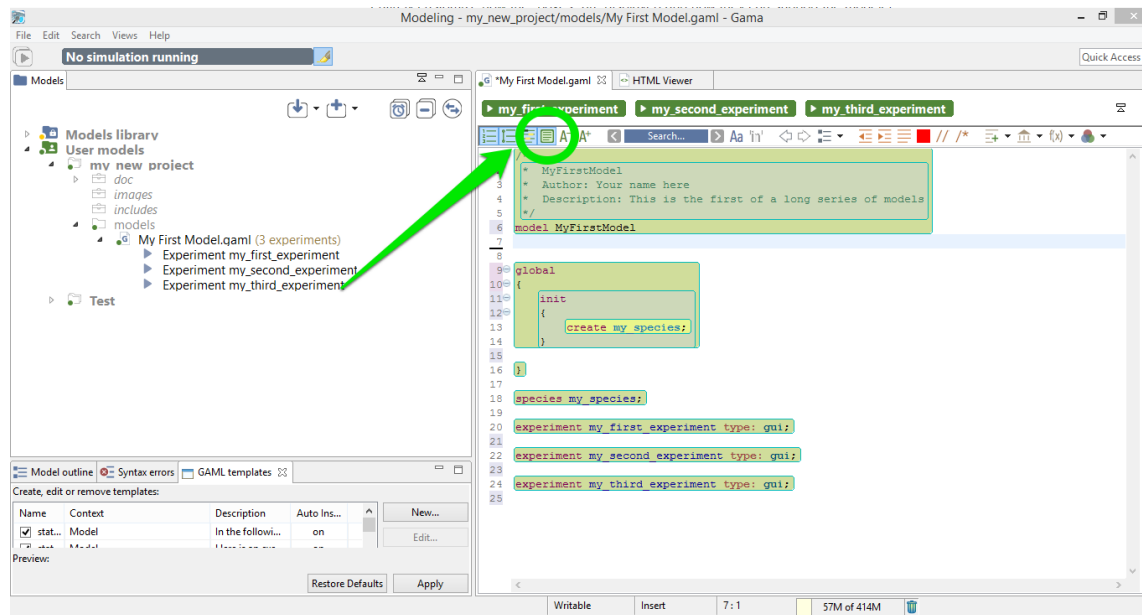 Modeling - my_new_project/models/My First Model.gaml - Gama
File Edit Search Views Help
No simulation running
Quick Access
Models
*My First Model.gaml
HTML Viewer
my_first_experiment
my_second_experiment
my_third_experiment
A⁻ A⁺ Search... Aa 'in' // /* f(x)
Models library
User models
my_new_project
doc
images
includes
models
My First Model.gaml (3 experiments)
Experiment my_first_experiment
Experiment my_second_experiment
Experiment my_third_experiment
Test
3
4
5
6
7
8
9
10
11
12
13
14
15
16
17
18
19
20
21
22
23
24
25
* MyFirstModel
* Author: Your name here
* Description: This is the first of a long series of models
*/
model MyFirstModel
global
{
init
{
create my_species;
}
}
species my_species;
experiment my_first_experiment type: gui;
experiment my_second_experiment type: gui;
experiment my_third_experiment type: gui;
Model outline
Syntax errors
GAML templates
Create, edit or remove templates:
Name Context Description Auto Ins...
stat... Model In the followi... on
New...
Edit...
Preview:
Restore Defaults
Apply
Writable
Insert
7 : 1
57M of 414M